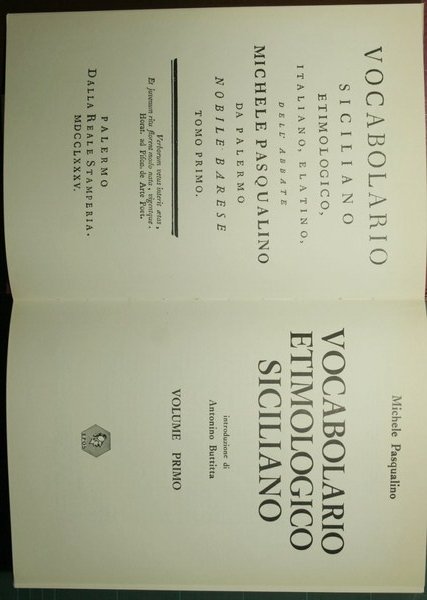 VOCABOLARIO
SICILIANO
ETIMOLOGICO,
ITALIANO, E LATINO,
DELL' ABBATE
MICHELE PASQUALINO
DA PALERMO
NOBILE BARESE
TOMO PRIMO.
Verborum vetus interit ætas,
Et juvenum ritu florent modo nata, vigentque.
Horat. ad Pison. de Arte Poet.
PALERMO
DALLA REALE STAMPERIA.
MDCCLXXXV.
Michele Pasqualino
VOCABOLARIO
ETIMOLOGICO
SICILIANO
introduzione di
Antonino Buttitta
VOLUME PRIMO
EPOS